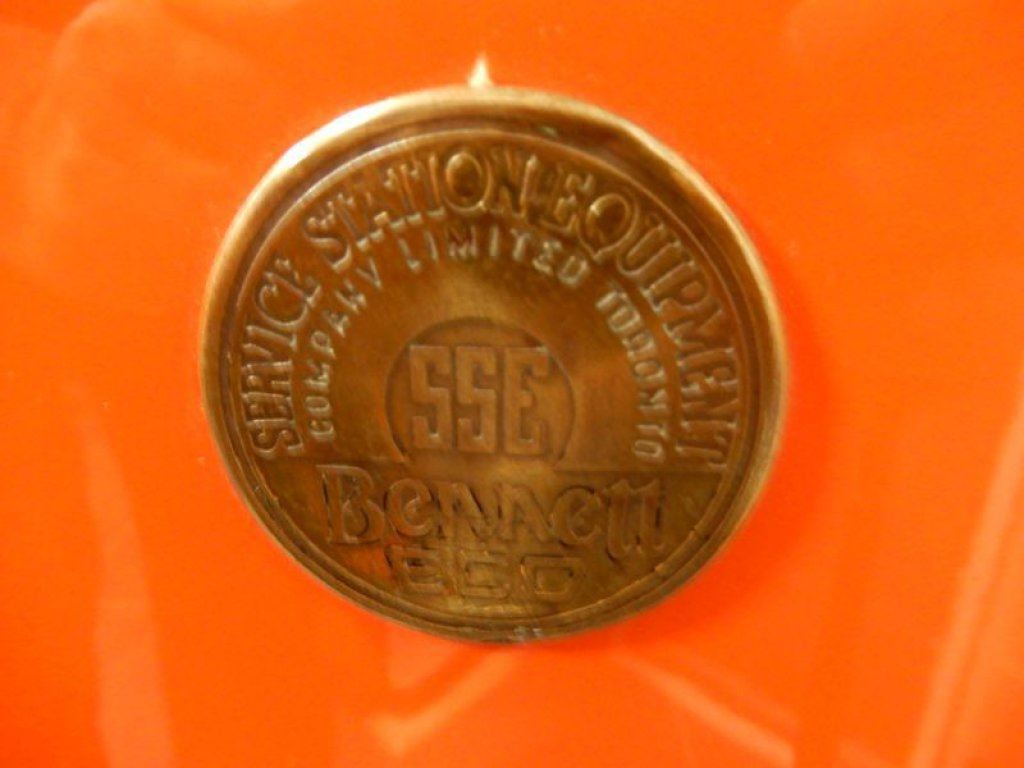 SERVICE STATION EQUIPMENT
COMPANY LIMITED TORONTO
SSE
Bennett